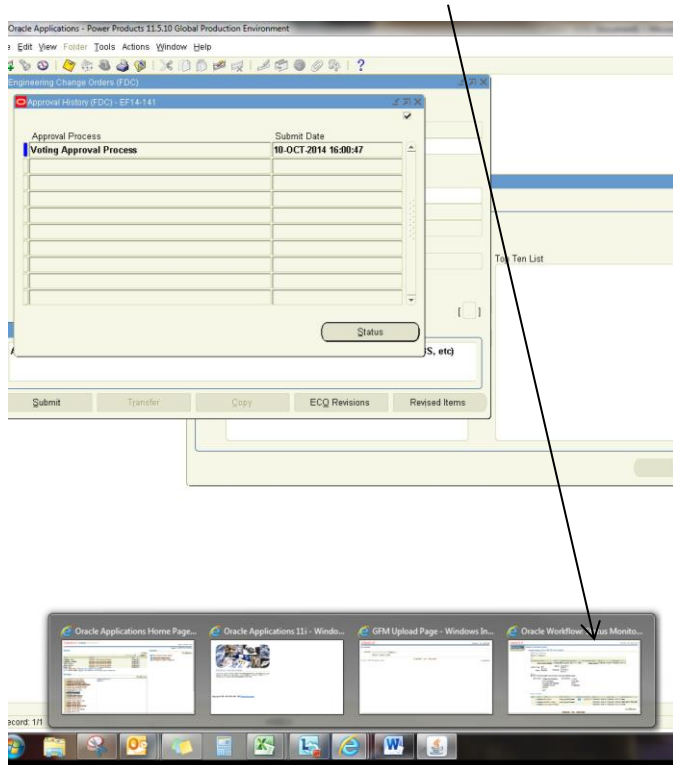 Oracle Applications - Power Products 11.5.10 Global Production Environment
Edit View Folder Tools Actions Window Help
Engineering Change Orders (FDC)
Approval History (FDC) - EF14-141
Approval Process Submit Date
Voting Approval Process 10-OCT-2014 16:00:47
Top Ten List
[ ]
Status
S, etc)
Submit Transfer Copy ECO Revisions Revised Items
Oracle Applications Home Page... Oracle Applications 11i - Windo... GFM Upload Page - Windows In... Oracle Workflow: Monito...
ecord: 1/1